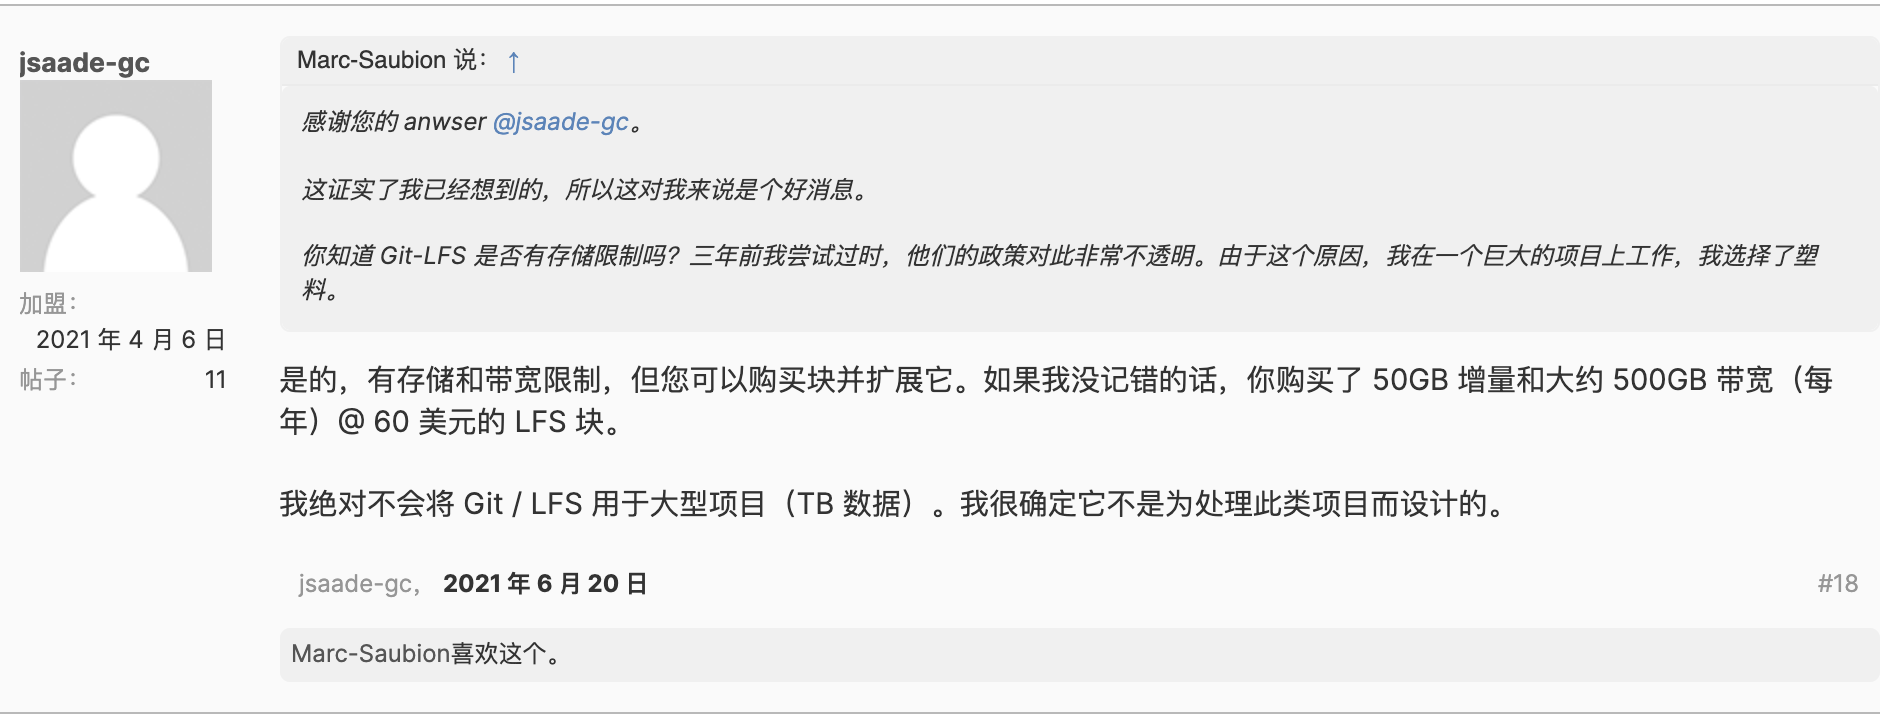 jsaade-gc
加盟：
2021 年 4 月 6 日
帖子：
11
Marc-Saubion 说： ↑
感谢您的 anwser @jsaade-gc。
这证实了我已经想到的，所以这对我来说是个好消息。
你知道 Git-LFS 是否有存储限制吗？三年前我尝试过时，他们的政策对此非常不透明。由于这个原因，我在一个巨大的项目上工作，我选择了塑
料。
是的，有存储和带宽限制，但您可以购买块并扩展它。如果我没记错的话，你购买了 50GB 增量和大约 500GB 带宽（每
年）@ 60 美元的 LFS 块。
我绝对不会将 Git / LFS 用于大型项目（TB 数据）。我很确定它不是为处理此类项目而设计的。
jsaade-gc， 2021 年 6 月 20 日
#18
Marc-Saubion喜欢这个。